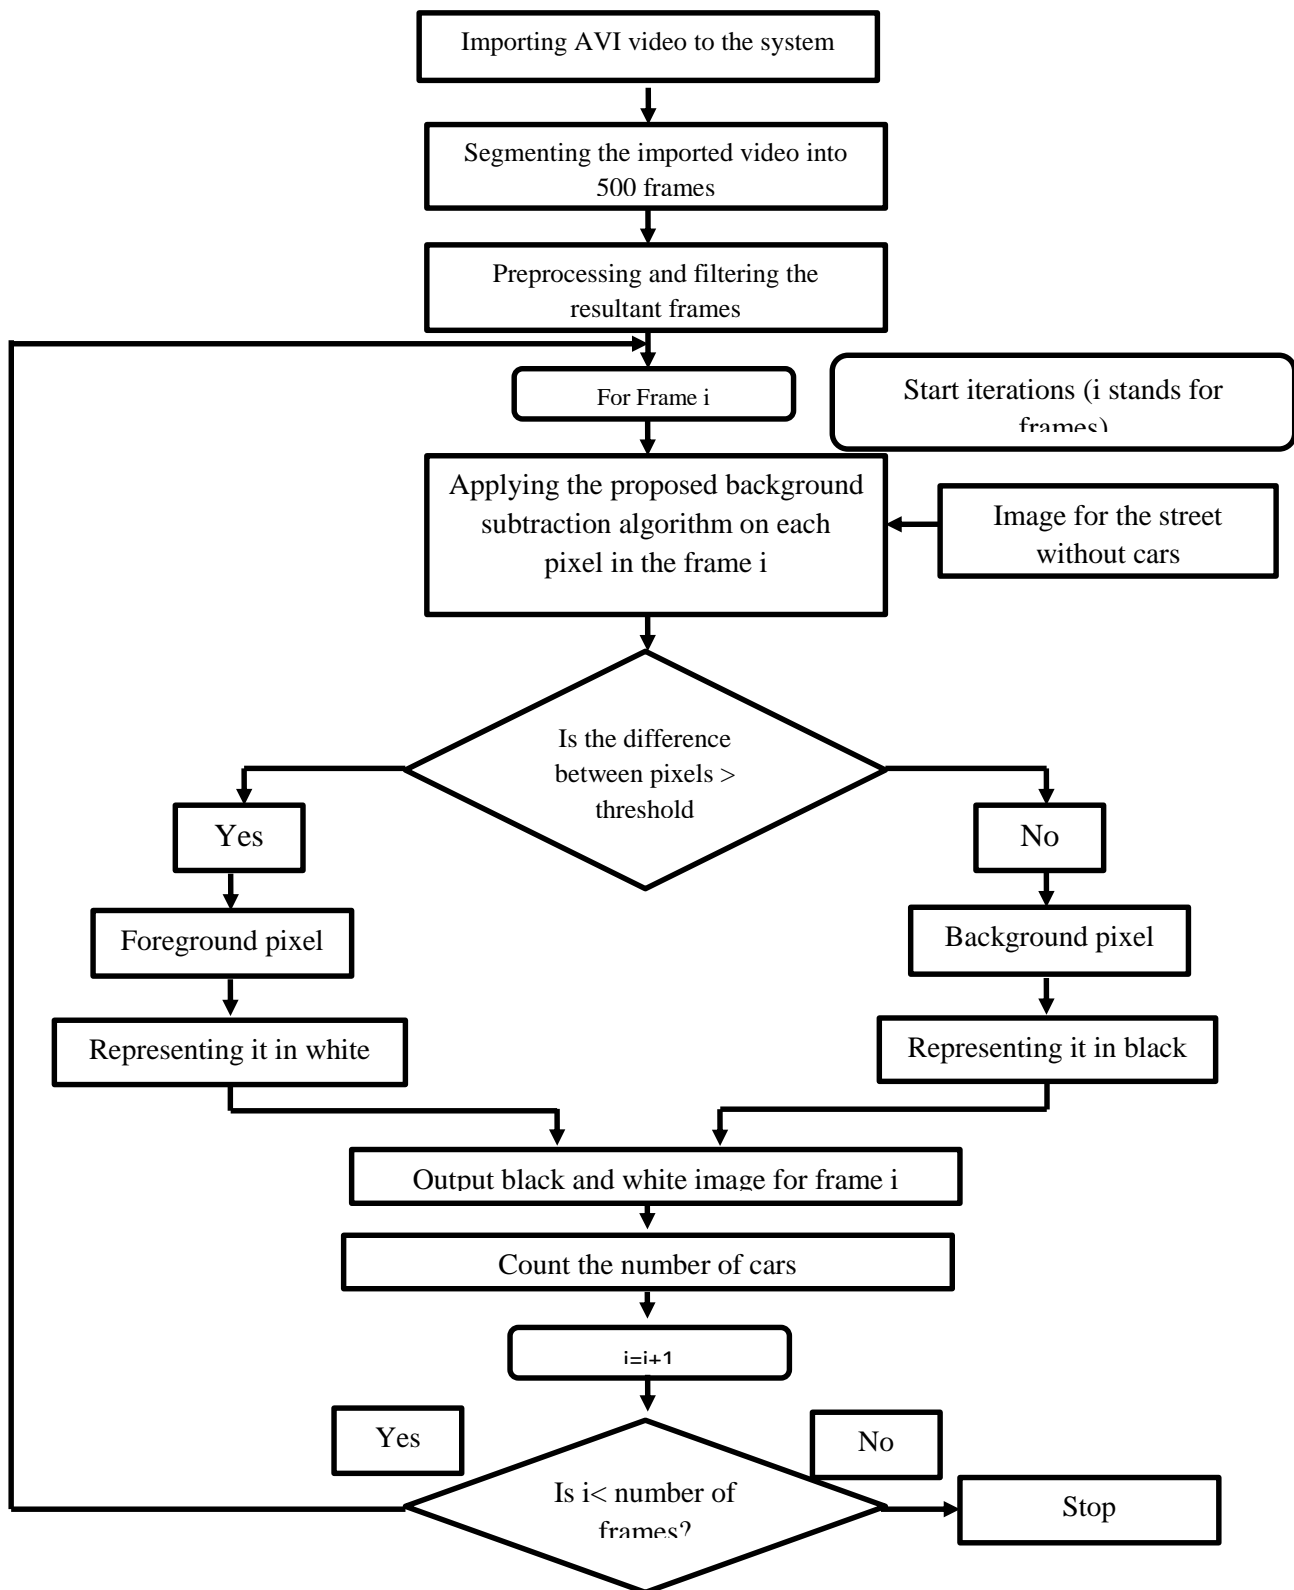 Importing AVI video to the system
Segmenting the imported video into
500 frames
Preprocessing and filtering the
resultant frames
For Frame i
Start iterations (i stands for
frames)
Applying the proposed background
subtraction algorithm on each
pixel in the frame i
Image for the street
without cars
Is the difference
between pixels >
threshold
Yes
No
Foreground pixel
Background pixel
Representing it in white
Representing it in black
Output black and white image for frame i
Count the number of cars
i=i+1
Yes
No
Is i< number of
frames?
Stop